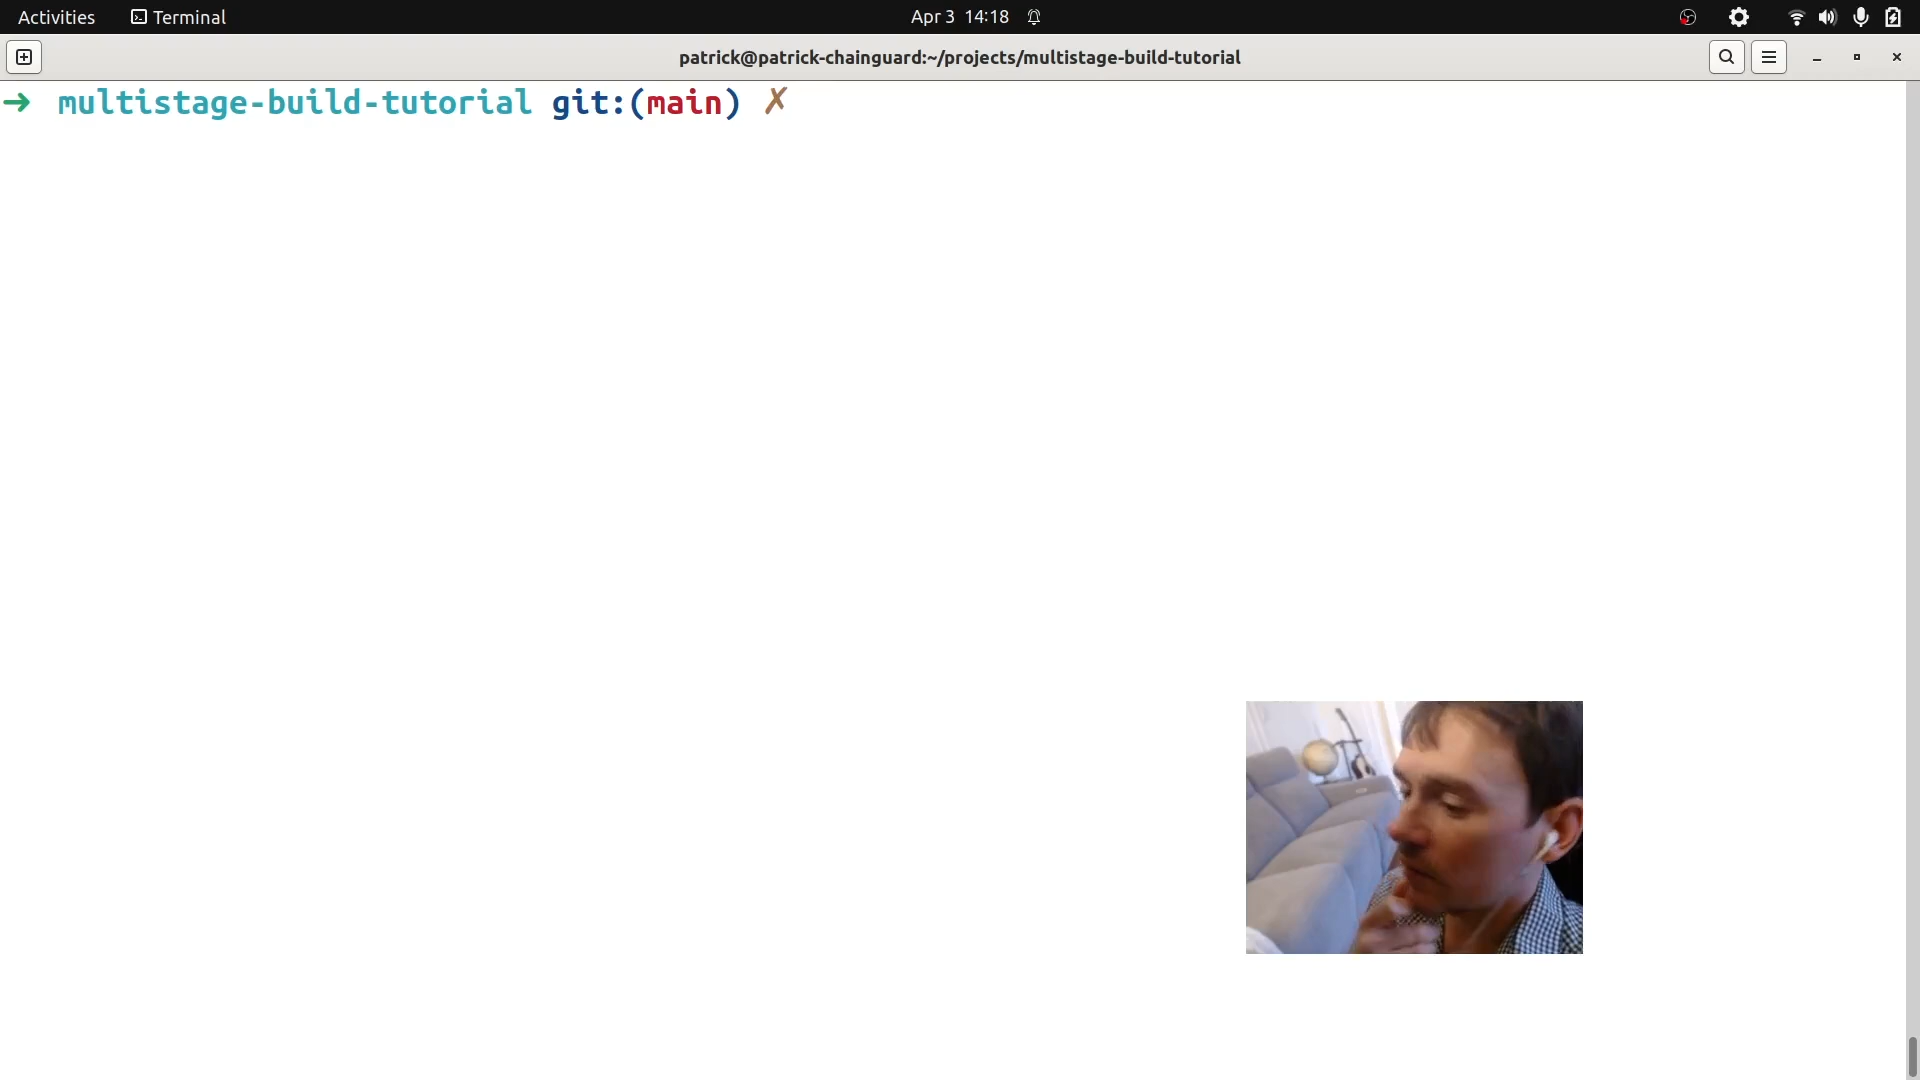 Activities Terminal Apr 3 14:18
patrick@patrick-chainguard:~/projects/multistage-build-tutorial
➜ multistage-build-tutorial git:(main) ✗